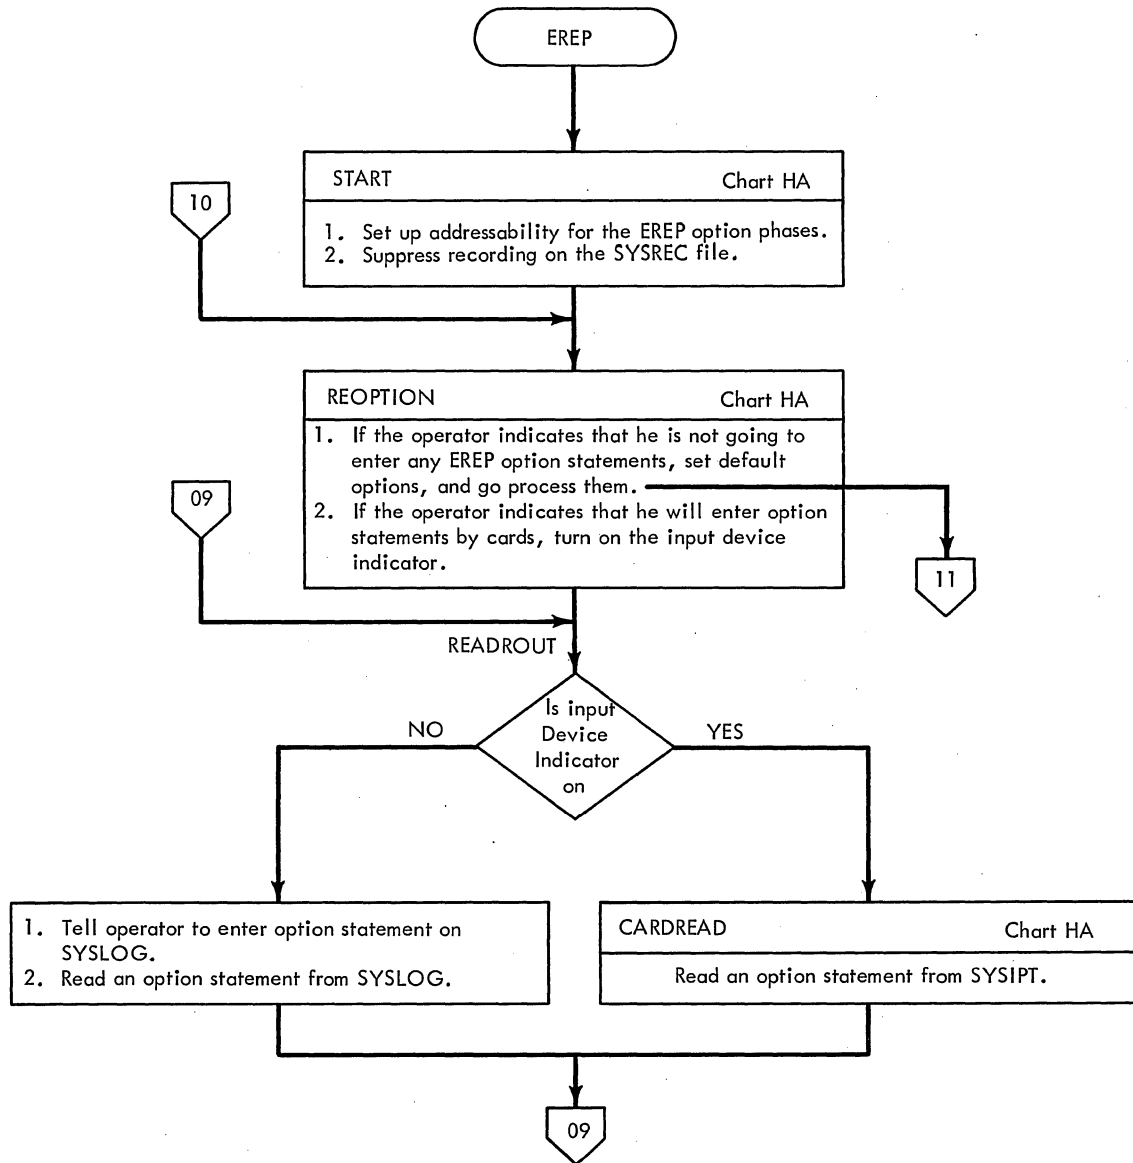 EREP
START Chart HA
10
1. Set up addressability for the EREP option phases.
2. Suppress recording on the SYSREC file.
REOPTION Chart HA
1. If the operator indicates that he is not going to
enter any EREP option statements, set default
options, and go process them.
09
2. If the operator indicates that he will enter option
statements by cards, turn on the input device
indicator.
11
READROUT
Is input
Device
Indicator
on
NO
YES
1. Tell operator to enter option statement on
SYSLOG.
2. Read an option statement from SYSLOG.
CARDREAD Chart HA
Read an option statement from SYSIPT.
09